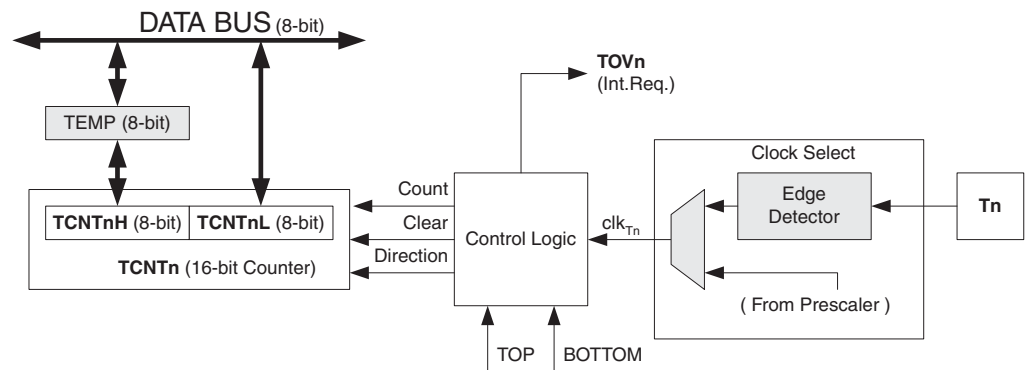 DATA BUS (8-bit)
TOVn
(Int.Req.)
TEMP (8-bit)
Clock Select
Count
Edge
Detector
TCNTnH (8-bit) TCNTnL (8-bit)
Clear
Control Logic
clkTn
Tn
TCNTn (16-bit Counter)
Direction
( From Prescaler )
TOP
BOTTOM